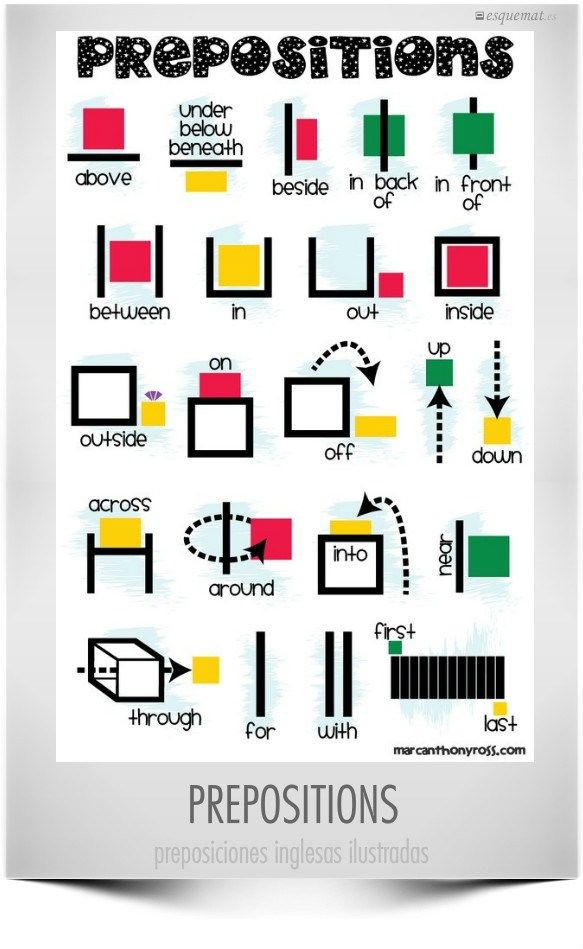 esquemat.es
PREPOSITIONS
above
under
below
beneath
beside
in back
of
in front
of
between
in
out
inside
outside
on
off
up
down
across
around
into
near
through
for
with
first
last
marcanthonyross.com
PREPOSITIONS
preposiciones inglesas ilustradas